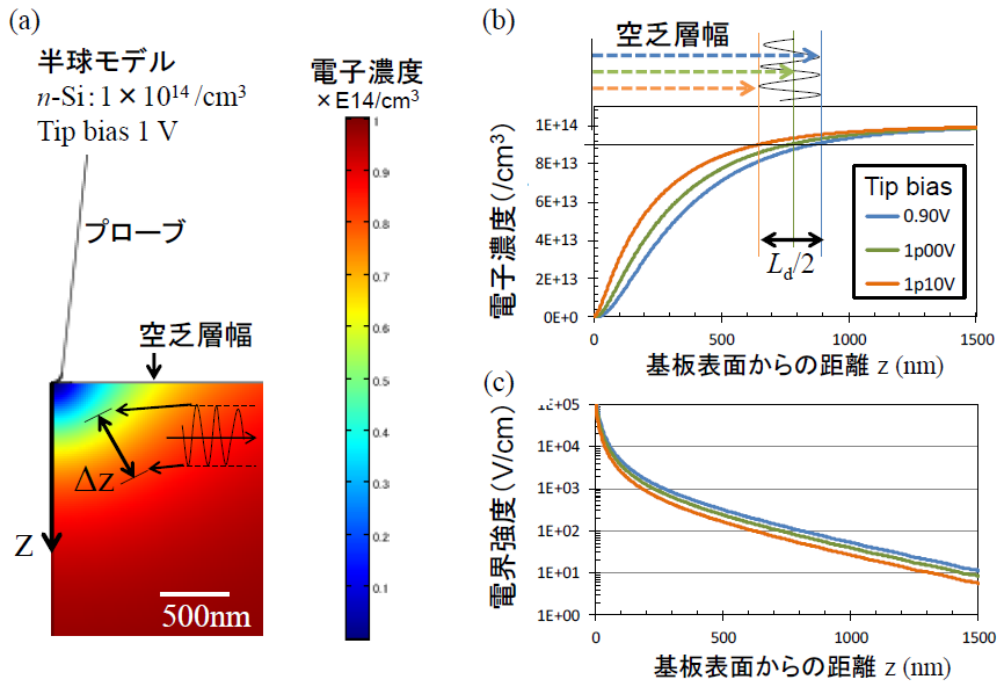 (a)
半球モデル
n-Si:1×10¹⁴/cm³
Tip bias 1 V
プローブ
空乏層幅
Δz
Z
500nm
電子濃度
×E14/cm³
1
0.9
0.8
0.7
0.6
0.5
0.4
0.3
0.2
0.1
(b)
空乏層幅
電子濃度(/cm³)
1E+14
8E+13
6E+13
4E+13
2E+13
0E+0
Tip bias
0.90V
1p00V
1p10V
L_d/2
0 500 1000 1500
基板表面からの距離 z (nm)
(c)
電界強度(V/cm)
1E+05
1E+04
1E+03
1E+02
1E+01
1E+00
0 500 1000 1500
基板表面からの距離 z (nm)